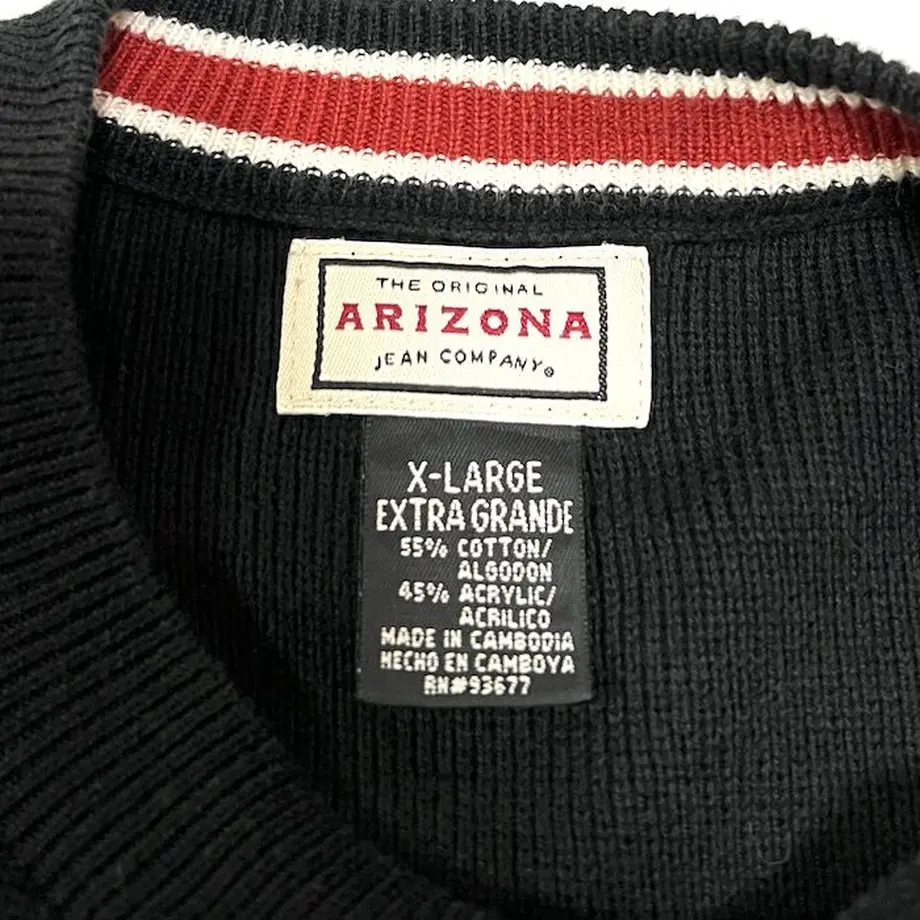 THE ORIGINAL
ARIZONA
JEAN COMPANY®
X-LARGE
EXTRA GRANDE
55% COTTON/
ALGODON
45% ACRYLIC/
ACRILICO
MADE IN CAMBODIA
HECHO EN CAMBOYA
RN#93677